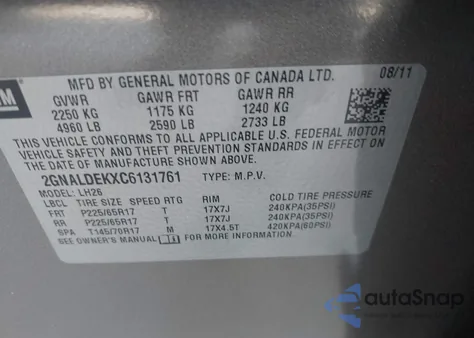 GM
MFD BY GENERAL MOTORS OF CANADA LTD. 08/11
GVWR GAWR FRT GAWR RR
2250 KG 1175 KG 1240 KG
4960 LB 2590 LB 2733 LB
THIS VEHICLE CONFORMS TO ALL APPLICABLE U.S. FEDERAL MOTOR
VEHICLE SAFETY AND THEFT PREVENTION STANDARDS IN EFFECT ON
THE DATE OF MANUFACTURE SHOWN ABOVE.
2GNALDEKXC6131761 TYPE: M.P.V.
MODEL: LH26
LBCL TIRE SIZE SPEED RTG RIM COLD TIRE PRESSURE
FRT P225/65R17 T 17X7J 240KPA(35PSI)
RR P225/65R17 T 17X7J 240KPA(35PSI)
SPA T145/70R17 M 17X4.5T 420KPA(60PSI)
SEE OWNER'S MANUAL FOR ADDITIONAL INFORMATION.
autaSnap